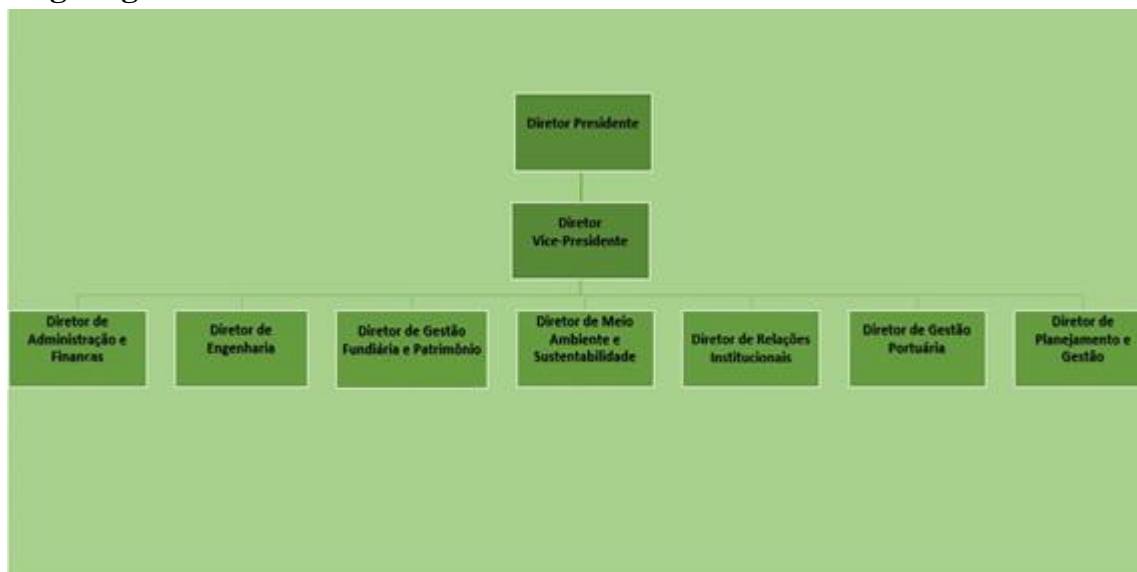 Diretor Presidente
Diretor
Vice-Presidente
Diretor de
Administração e
Finanças
Diretor de
Engenharia
Diretor de Gestão
Fundiária e Patrimônio
Diretor de Meio
Ambiente e
Sustentabilidade
Diretor de Relações
Institucionais
Diretor de Gestão
Portuária
Diretor de
Planejamento e
Gestão